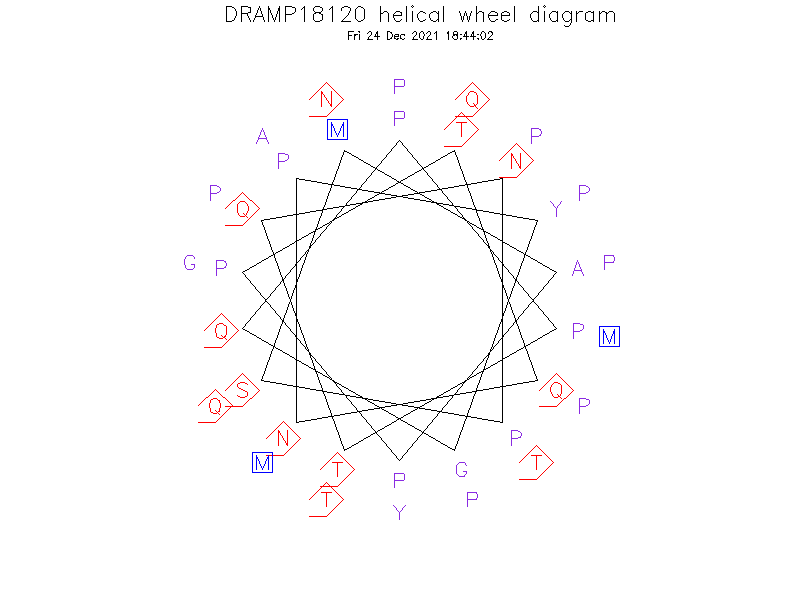 DRAMP18120 helical wheel diagram
Fri 24 Dec 2021 18:44:02
P
N Q
P
M T
A P
P N
P P
Q Y
G P A P
Q P M
S Q
Q P
N P
M T T
P G
T P
Y